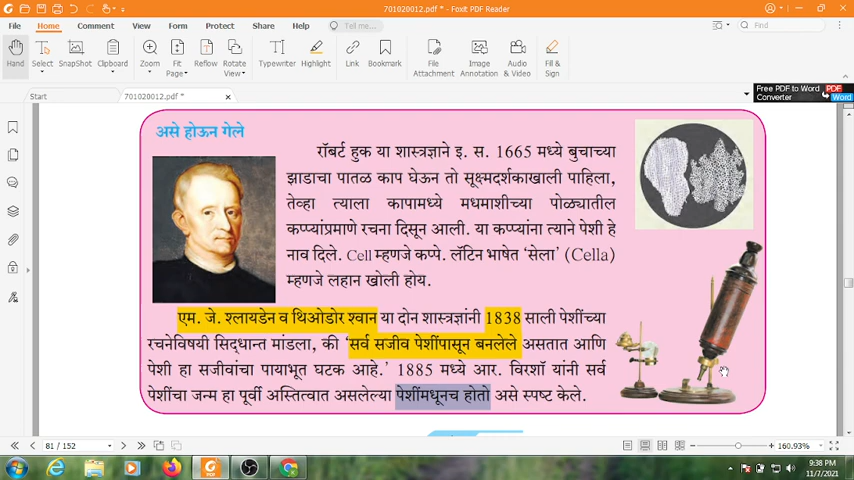 701020012.pdf * - Foxit PDF Reader
File Home Comment View Form Protect Share Help Tell me... Find
Hand Select SnapShot Clipboard Zoom Fit Page Reflow Rotate View Typewriter Highlight Link Bookmark File Attachment Image Annotation Audio & Video Fill & Sign
Start 701020012.pdf * Free PDF to Word Converter PDF Word
असे होऊन गेले
रॉबर्ट हुक या शास्त्रज्ञाने इ. स. 1665 मध्ये बुचाच्या
झाडाचा पातळ काप घेऊन तो सूक्ष्मदर्शकाखाली पाहिला,
तेव्हा त्याला कापामध्ये मधमाशीच्या पोळ्यातील
कप्प्यांप्रमाणे रचना दिसून आली. या कप्प्यांना त्याने पेशी हे
नाव दिले. Cell म्हणजे कप्पे. लॅटिन भाषेत ‘सेला’ (Cella)
म्हणजे लहान खोली होय.
एम. जे. श्लायडेन व थिओडोर श्वान या दोन शास्त्रज्ञांनी 1838 साली पेशींच्या
रचनेविषयी सिद्धान्त मांडला, की ‘सर्व सजीव पेशींपासून बनलेले असतात आणि
पेशी हा सजीवांचा पायाभूत घटक आहे.’ 1885 मध्ये आर. विरशॉ यांनी सर्व
पेशींचा जन्म हा पूर्वी अस्तित्वात असलेल्या पेशींमधूनच होतो असे स्पष्ट केले.
81 / 152 160.93%
9:38 PM
11/7/2021